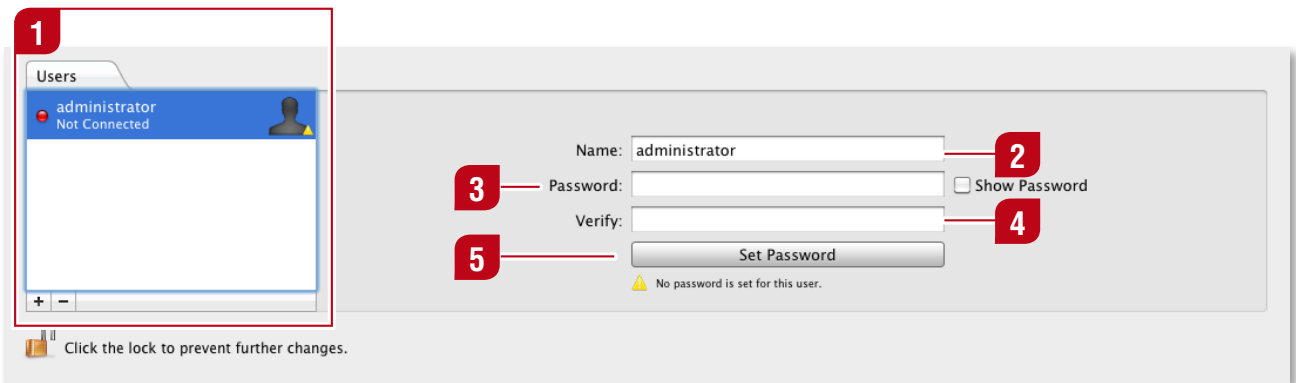 1
Users
administrator
Not Connected
Name: administrator 2
3 Password: Show Password
Verify: 4
5 Set Password
No password is set for this user.
+ −
Click the lock to prevent further changes.